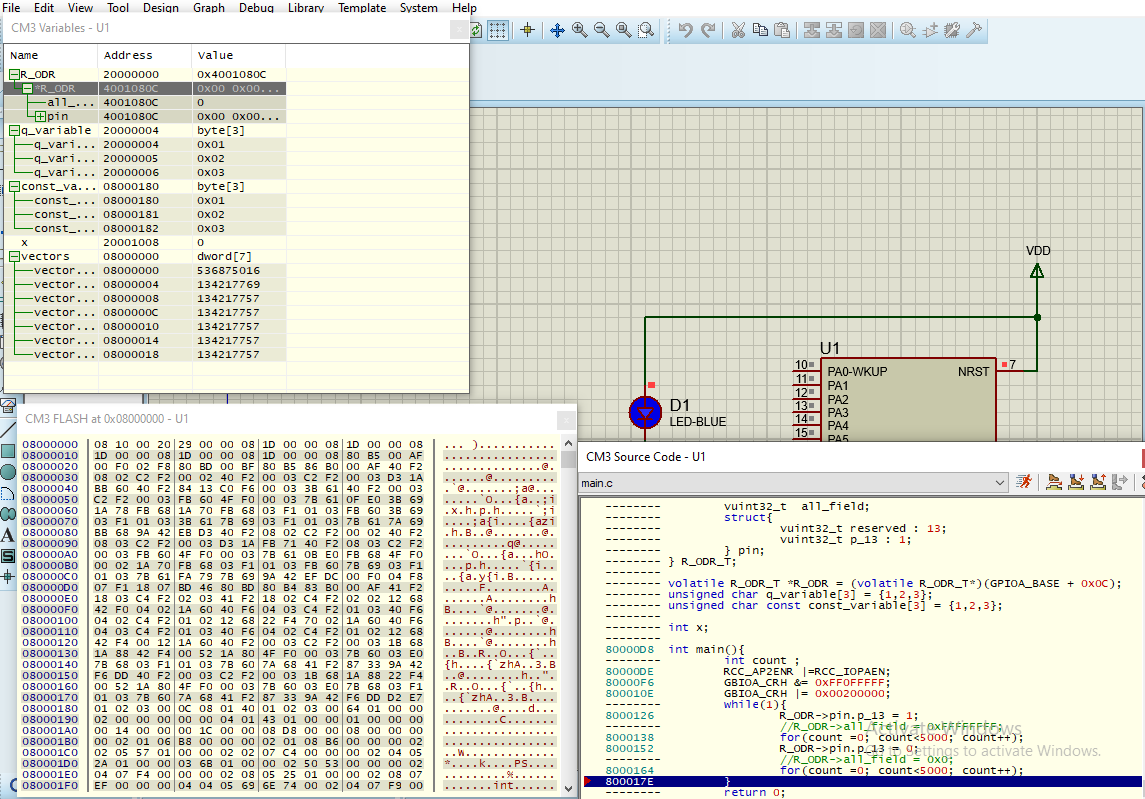 File Edit View Tool Design Graph Debug Library Template System Help
CM3 Variables - U1
Name Address Value
R_ODR 20000000 0x4001080C
*R_ODR 4001080C 0x00 0x00...
all_... 4001080C 0
pin 4001080C 0x00 0x00...
q_variable 20000004 byte[3]
q_vari... 20000004 0x01
q_vari... 20000005 0x02
q_vari... 20000006 0x03
const_va... 08000180 byte[3]
const_... 08000180 0x01
const_... 08000181 0x02
const_... 08000182 0x03
x 20001008 0
vectors 08000000 dword[7]
vector... 08000000 536875016
vector... 08000004 134217769
vector... 08000008 134217757
vector... 0800000C 134217757
vector... 08000010 134217757
vector... 08000014 134217757
vector... 08000018 134217757
VDD
U1
10 PA0-WKUP NRST 7
11 PA1
12 PA2
13 PA3
14 PA4
15 PA5
D1
LED-BLUE
CM3 FLASH at 0x08000000 - U1
08000000 08 10 00 20 29 00 00 08 1D 00 00 08 1D 00 00 08
08000010 1D 00 00 08 1D 00 00 08 1D 00 00 08 80 B5 00 AF
08000020 00 F0 02 F8 80 BD 00 BF 80 B5 86 B0 00 AF 40 F2
08000030 08 02 C2 F2 00 02 40 F2 00 03 C2 F2 00 03 D3 1A
08000040 BB 60 40 F2 84 13 C0 F6 00 03 3B 61 40 F2 00 03
08000050 C2 F2 00 03 FB 60 4F F0 00 03 7B 61 0F E0 3B 69
08000060 1A 78 FB 68 1A 70 FB 68 03 F1 01 03 FB 60 3B 69
08000070 03 F1 01 03 3B 61 7B 69 03 F1 01 03 7B 61 7A 69
08000080 BB 68 9A 42 EB D3 40 F2 08 02 C2 F2 00 02 40 F2
08000090 08 03 C2 F2 00 03 D3 1A FB 71 40 F2 08 03 C2 F2
080000A0 00 03 FB 60 4F F0 00 03 7B 61 0B E0 FB 68 4F F0
080000B0 00 02 1A 70 FB 68 03 F1 01 03 FB 60 7B 69 03 F1
080000C0 01 03 7B 61 FA 79 7B 69 9A 42 EF DC 00 F0 04 F8
080000D0 07 F1 18 07 BD 46 80 BD 80 B4 83 B0 00 AF 41 F2
080000E0 18 03 C4 F2 02 03 41 F2 18 02 C4 F2 02 02 12 68
080000F0 42 F0 04 02 1A 60 40 F6 04 03 C4 F2 01 03 40 F6
08000100 04 02 C4 F2 01 02 12 68 22 F4 70 02 1A 60 40 F6
08000110 04 03 C4 F2 01 03 40 F6 04 02 C4 F2 01 02 12 68
08000120 42 F4 00 12 1A 60 40 F2 00 03 C2 F2 00 03 1B 68
08000130 1A 88 42 F4 00 52 1A 80 4F F0 00 03 7B 60 03 E0
08000140 7B 68 03 F1 01 03 7B 60 7A 68 41 F2 87 33 9A 42
08000150 F6 DD 40 F2 00 03 C2 F2 00 03 1B 68 1A 88 22 F4
08000160 00 52 1A 80 4F F0 00 03 7B 60 03 E0 7B 68 03 F1
08000170 01 03 7B 60 7A 68 41 F2 87 33 9A 42 F6 DD D2 E7
08000180 01 02 03 00 0C 08 01 40 01 02 03 00 64 01 00 00
08000190 02 00 00 00 00 00 04 01 43 01 00 00 01 00 00 00
080001A0 00 14 00 00 00 1C 00 00 08 D8 00 00 08 00 00 00
080001B0 00 02 01 06 B8 00 00 00 02 01 08 B6 00 00 00 02
080001C0 02 05 57 01 00 00 02 02 07 C4 00 00 00 02 04 05
080001D0 2A 01 00 00 03 6B 01 00 00 02 50 53 00 00 00 02
080001E0 04 07 F4 00 00 00 02 08 05 25 01 00 00 02 08 07
080001F0 EF 00 00 00 04 04 05 69 6E 74 00 02 04 07 F9 00
CM3 Source Code - U1
main.c
-------- vuint32_t all_field;
-------- struct{
-------- vuint32_t reserved : 13;
-------- vuint32_t p_13 : 1;
-------- } pin;
-------- } R_ODR_T;
--------
-------- volatile R_ODR_T *R_ODR = (volatile R_ODR_T*)(GPIOA_BASE + 0x0C);
-------- unsigned char q_variable[3] = {1,2,3};
-------- unsigned char const const_variable[3] = {1,2,3};
--------
-------- int x;
--------
80000D8 int main(){
-------- int count ;
80000DE RCC_AP2ENR |=RCC_IOPAEN;
80000F6 GBIOA_CRH &= 0xFF0FFFFF;
800010E GBIOA_CRH |= 0x00200000;
-------- while(1){
8000126 R_ODR->pin.p_13 = 1;
-------- //R_ODR->all_field = 0xFFFFFFFF;
8000138 for(count =0; count<5000; count++);
8000152 R_ODR->pin.p_13 = 0;
-------- //R_ODR->all_field = 0x0;
8000164 for(count =0; count<5000; count++);
800017E }
-------- return 0;
Activate Windows
Go to Settings to activate Windows.